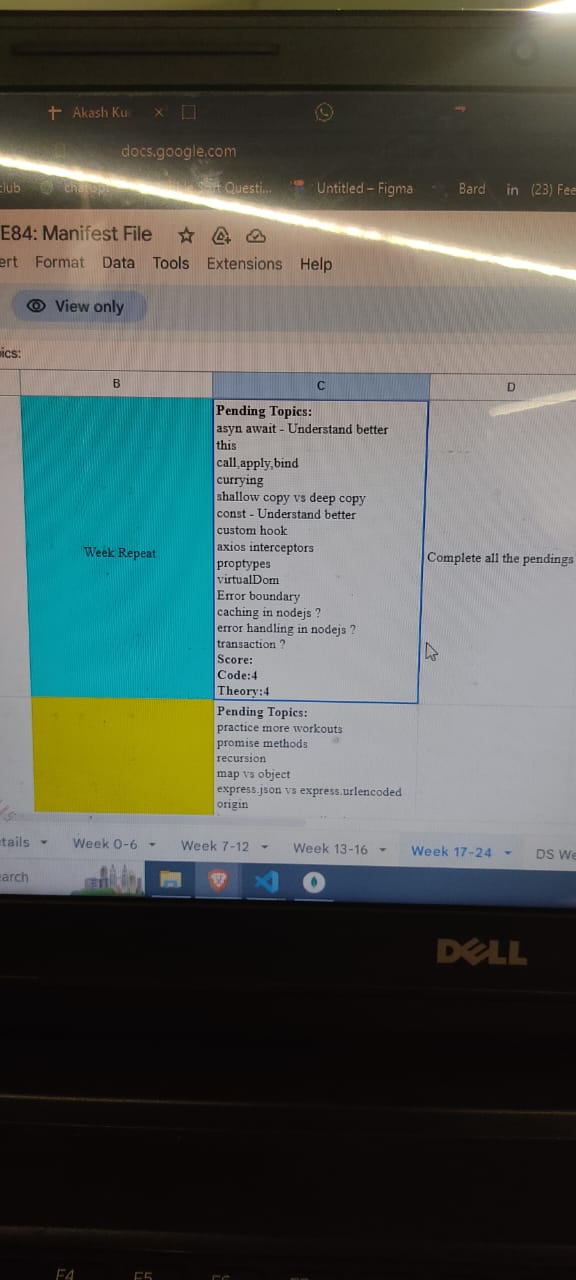 Akash Ku
docs.google.com
club
Questi...
Untitled – Figma
Bard
in (23) Fee
E84: Manifest File
ert Format Data Tools Extensions Help
View only
ics:
B C D
Week Repeat
Pending Topics:
asyn await - Understand better
this
call,apply,bind
currying
shallow copy vs deep copy
const - Understand better
custom hook
axios interceptors
proptypes
virtualDom
Error boundary
caching in nodejs ?
error handling in nodejs ?
transaction ?
Score:
Code:4
Theory:4
Complete all the pendings
Pending Topics:
practice more workouts
promise methods
recursion
map vs object
express.json vs express.urlencoded
origin
tails Week 0-6 Week 7-12 Week 13-16 Week 17-24 DS We
earch
DELL
F4 F5